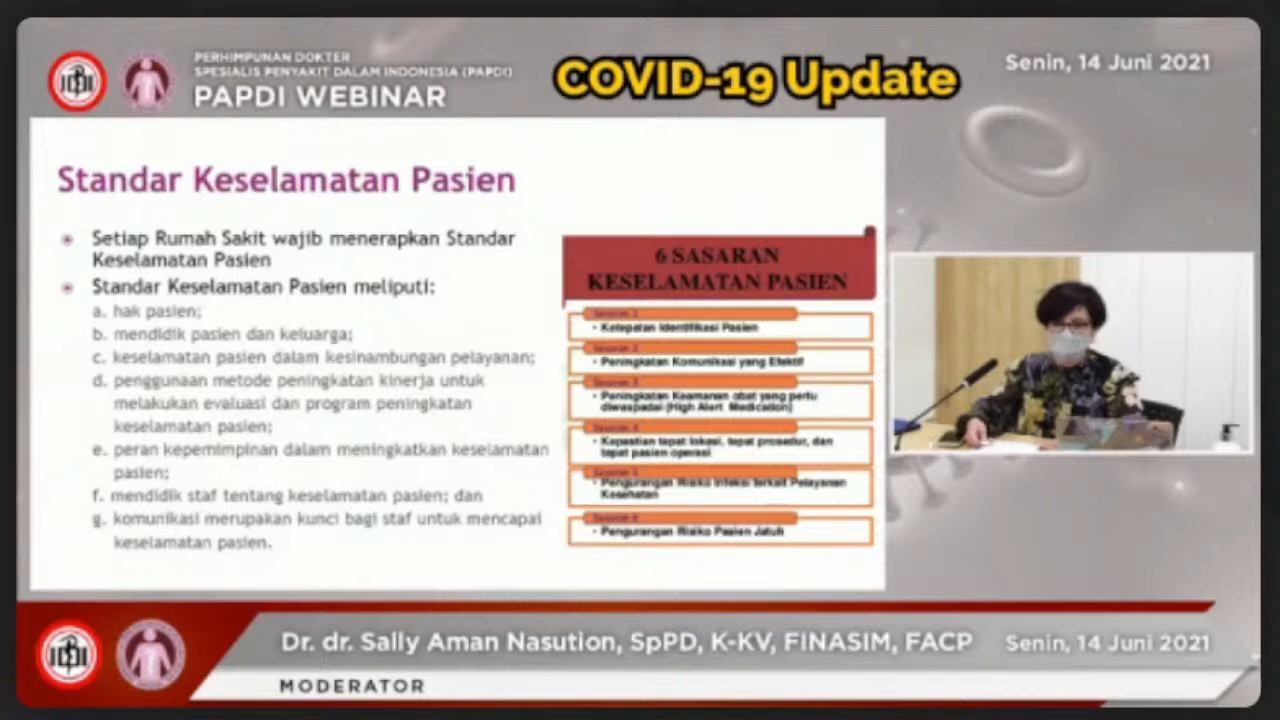 PERHIMPUNAN DOKTER
SPESIALIS PENYAKIT DALAM INDONESIA (PAPDI)
PAPDI WEBINAR
COVID-19 Update
Senin, 14 Juni 2021
Standar Keselamatan Pasien
Setiap Rumah Sakit wajib menerapkan Standar
Keselamatan Pasien
Standar Keselamatan Pasien meliputi:
a. hak pasien;
b. mendidik pasien dan keluarga;
c. keselamatan pasien dalam kesinambungan pelayanan;
d. penggunaan metode peningkatan kinerja untuk
melakukan evaluasi dan program peningkatan
keselamatan pasien;
e. peran kepemimpinan dalam meningkatkan keselamatan
pasien;
f. mendidik staf tentang keselamatan pasien; dan
g. komunikasi merupakan kunci bagi staf untuk mencapai
keselamatan pasien.
6 SASARAN
KESELAMATAN PASIEN
• Ketepatan Identifikasi Pasien
• Peningkatan Komunikasi yang Efektif
• Peningkatan Keamanan obat yang perlu
diwaspadai (High Alert Medication)
• Kepastian tepat lokasi, tepat prosedur, dan
tepat pasien operasi
• Pengurangan Risiko Infeksi terkait Pelayanan
Kesehatan
• Pengurangan Risiko Pasien Jatuh
Dr. dr. Sally Aman Nasution, SpPD, K-KV, FINASIM, FACP
Senin, 14 Juni 2021
MODERATOR